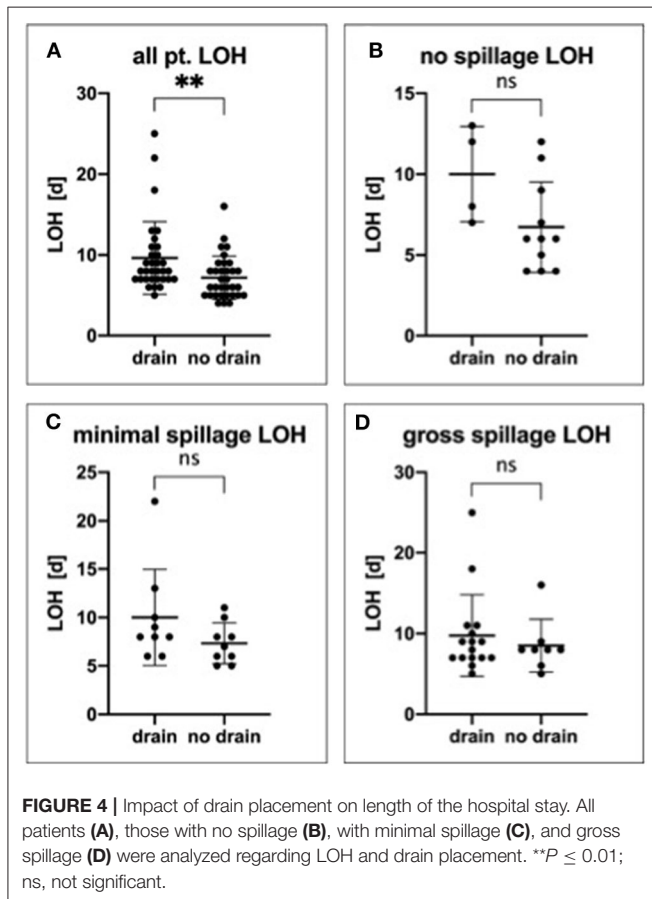 A
all pt. LOH
**
30
20
10
0
LOH [d]
drain no drain
B
no spillage LOH
ns
15
10
5
0
LOH [d]
drain no drain
C
minimal spillage LOH
ns
25
20
15
10
5
0
LOH [d]
drain no drain
D
gross spillage LOH
ns
30
20
10
0
LOH [d]
drain no drain
FIGURE 4 | Impact of drain placement on length of the hospital stay. All
patients (A), those with no spillage (B), with minimal spillage (C), and gross
spillage (D) were analyzed regarding LOH and drain placement. **P ≤ 0.01;
ns, not significant.